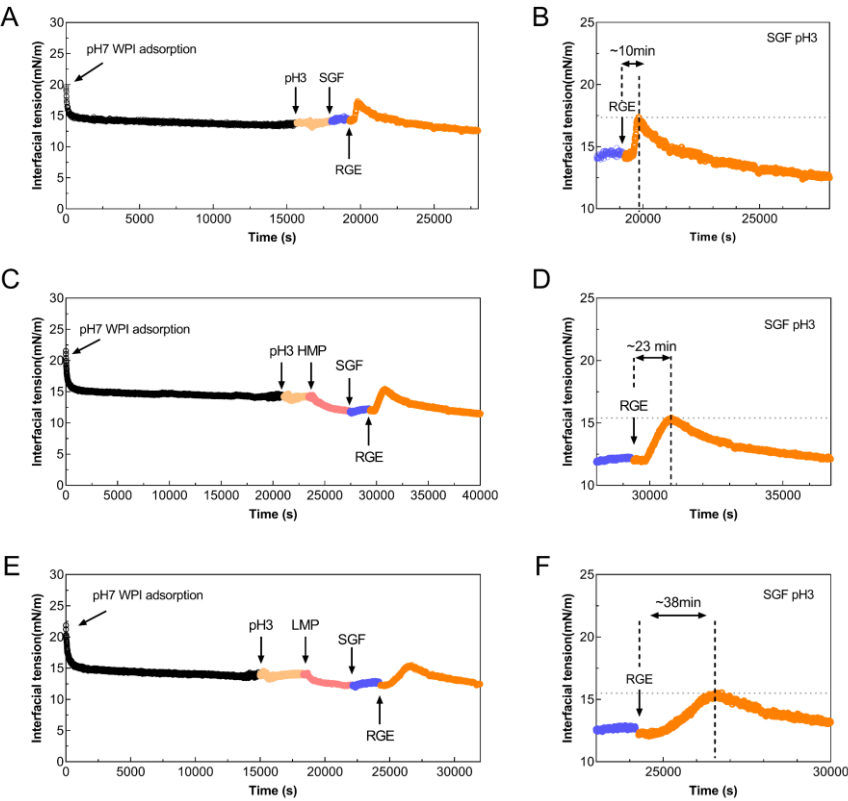 A
Interfacial tension(mN/m)
30
25
20
15
10
5
0
pH7 WPI adsorption
pH3
SGF
RGE
0
5000
10000
15000
20000
25000
Time (s)
B
Interfacial tension(mN/m)
25
20
15
10
SGF pH3
~10min
RGE
20000
25000
Time (s)
C
Interfacial tension(mN/m)
30
25
20
15
10
5
0
pH7 WPI adsorption
pH3 HMP
SGF
RGE
0
5000
10000
15000
20000
25000
30000
35000
40000
Time (s)
D
Interfacial tension(mN/m)
25
20
15
10
SGF pH3
~23 min
RGE
30000
35000
Time (s)
E
Interfacial tension(mN/m)
30
25
20
15
10
5
0
pH7 WPI adsorption
pH3
LMP
SGF
RGE
0
5000
10000
15000
20000
25000
30000
Time (s)
F
Interfacial tension(mN/m)
25
20
15
10
SGF pH3
~38min
RGE
25000
30000
Time (s)